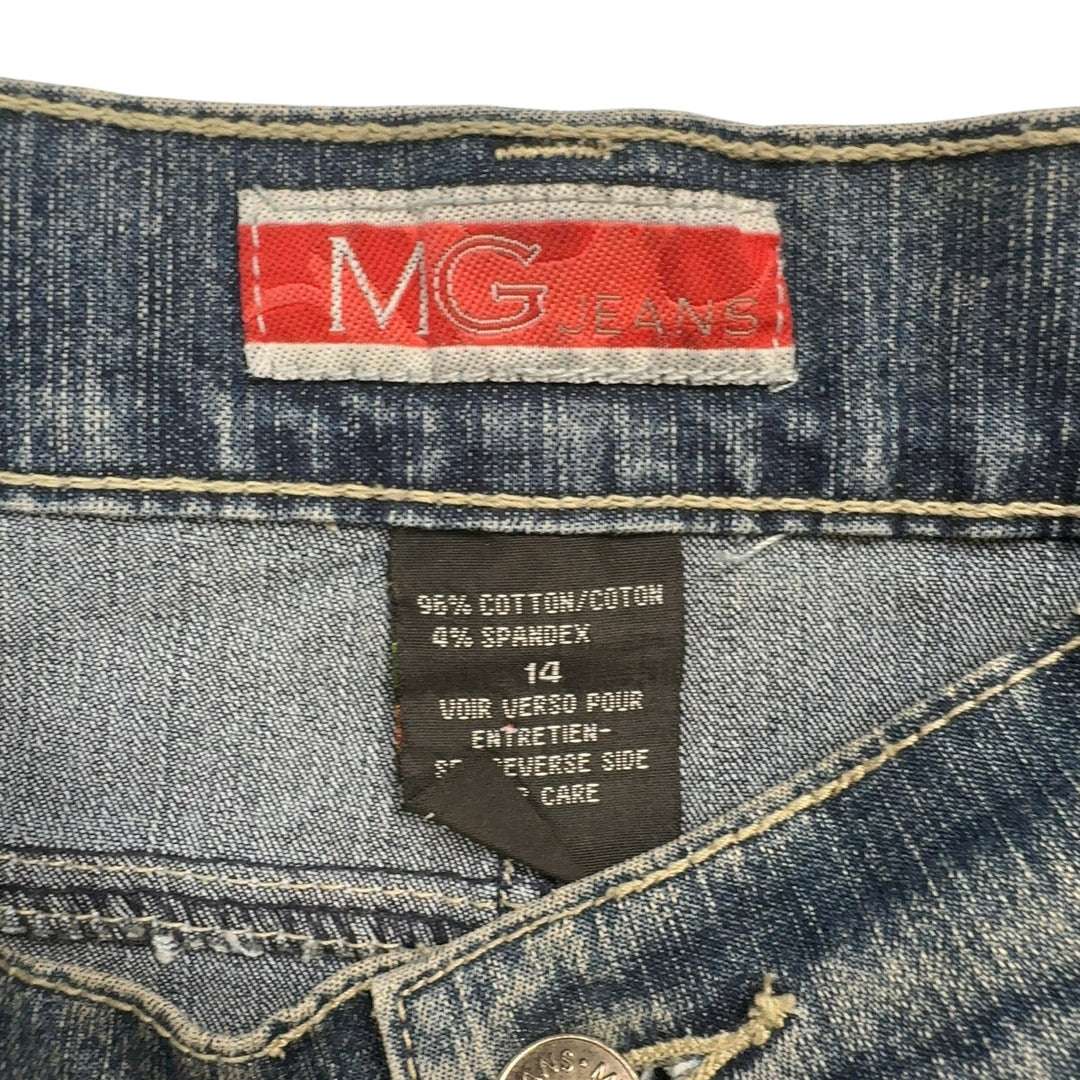 MG JEANS
96% COTTON/COTON
4% SPANDEX
14
VOIR VERSO POUR
ENTRETIEN-
REVERSE SIDE
CARE